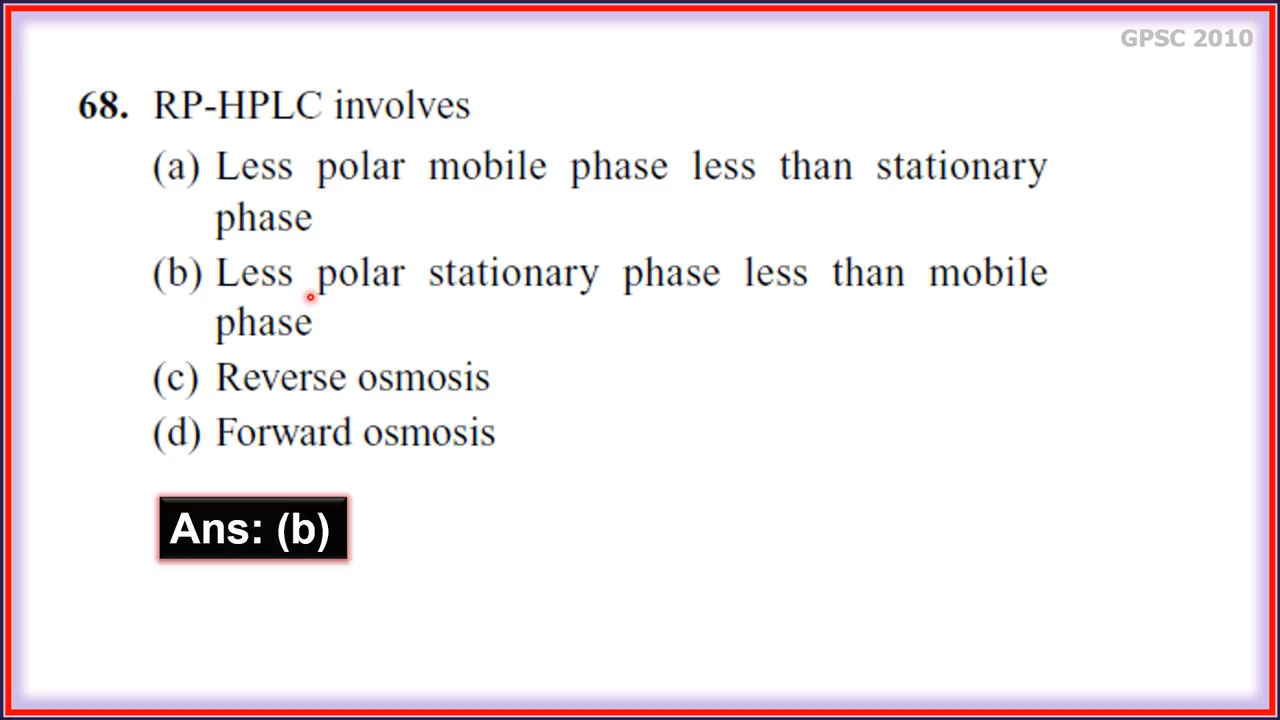 GPSC 2010
68. RP-HPLC involves
(a) Less polar mobile phase less than stationary
phase
(b) Less polar stationary phase less than mobile
phase
(c) Reverse osmosis
(d) Forward osmosis
Ans: (b)